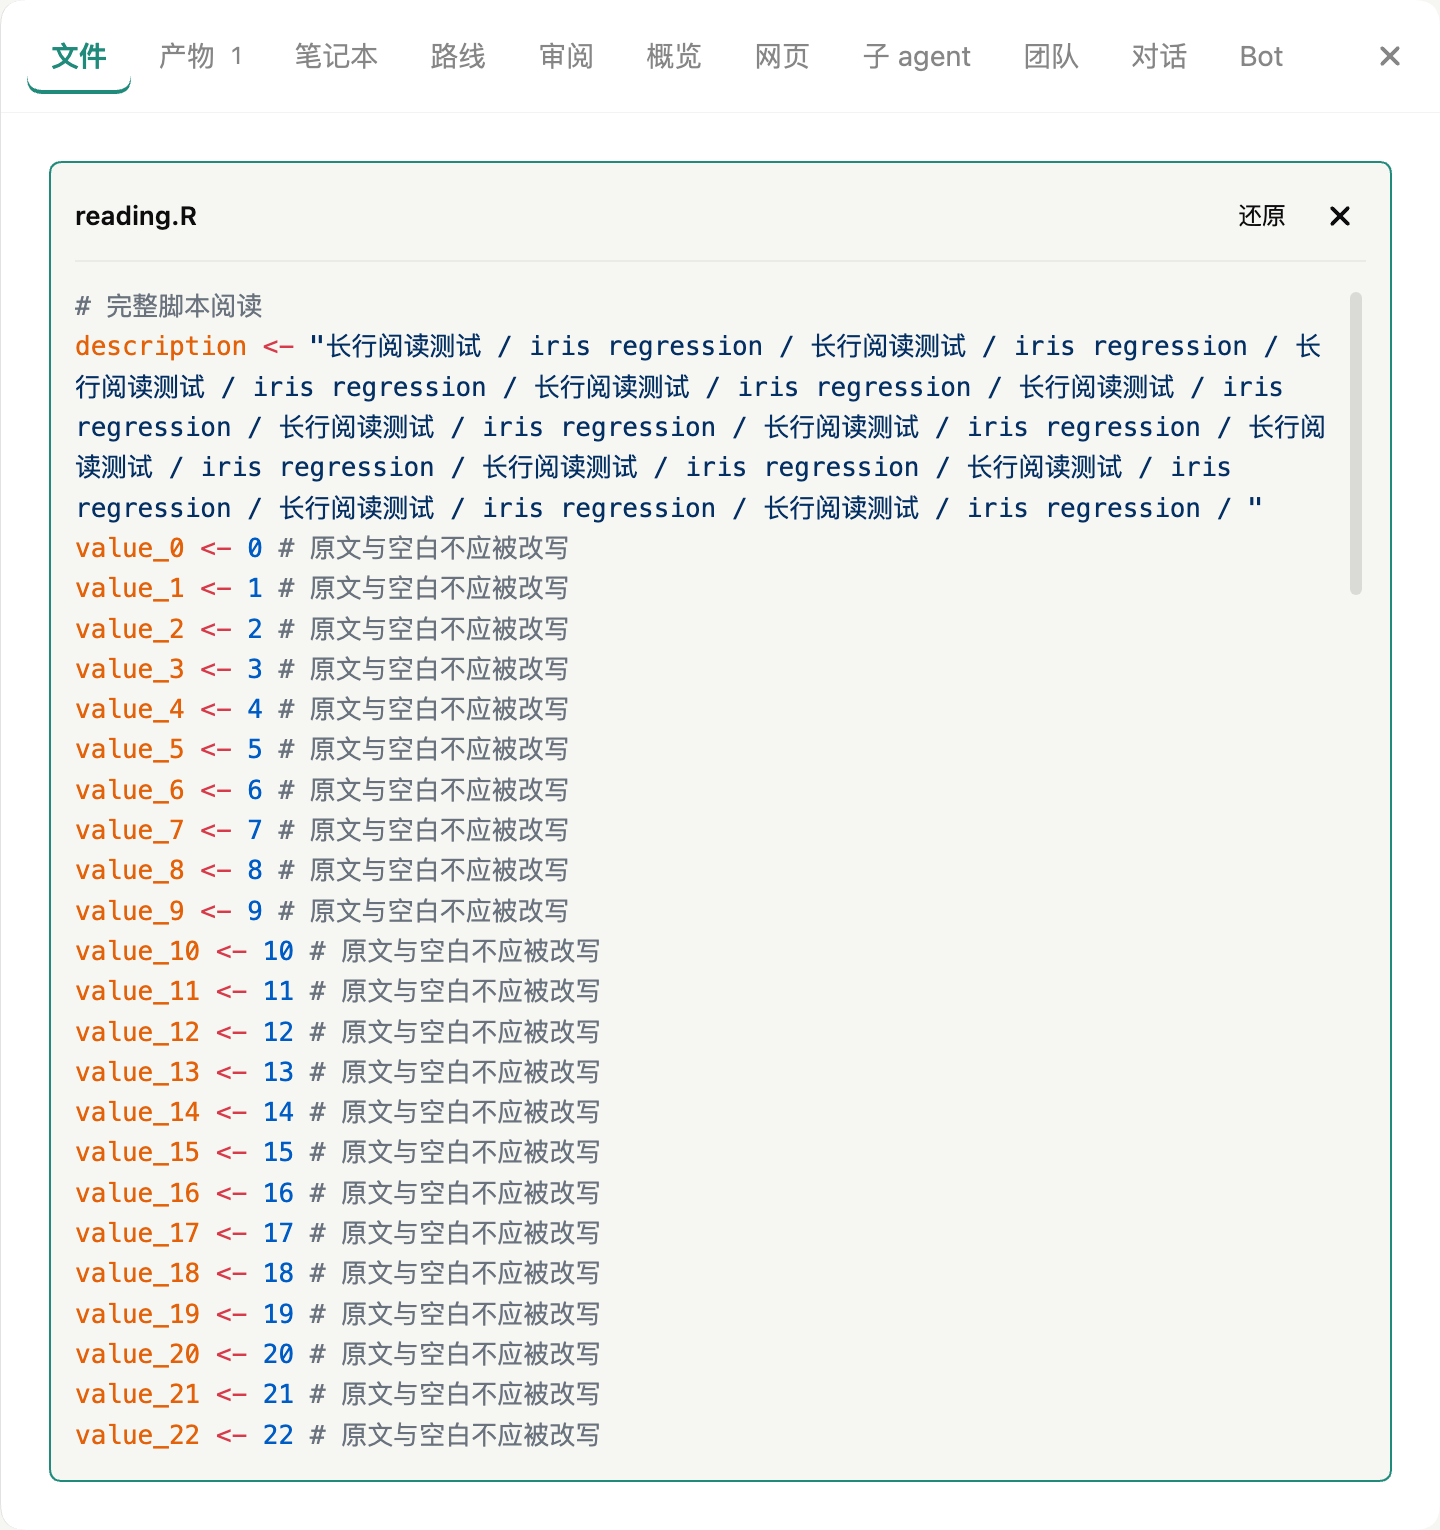 文件 产物 1 笔记本 路线 审阅 概览 网页 子 agent 团队 对话 Bot
reading.R 还原
# 完整脚本阅读
description <- "长行阅读测试 / iris regression / 长行阅读测试 / iris regression / 长
行阅读测试 / iris regression / 长行阅读测试 / iris regression / 长行阅读测试 / iris
regression / 长行阅读测试 / iris regression / 长行阅读测试 / iris regression / 长行阅
读测试 / iris regression / 长行阅读测试 / iris regression / 长行阅读测试 / iris
regression / 长行阅读测试 / iris regression / 长行阅读测试 / iris regression / "
value_0 <- 0 # 原文与空白不应被改写
value_1 <- 1 # 原文与空白不应被改写
value_2 <- 2 # 原文与空白不应被改写
value_3 <- 3 # 原文与空白不应被改写
value_4 <- 4 # 原文与空白不应被改写
value_5 <- 5 # 原文与空白不应被改写
value_6 <- 6 # 原文与空白不应被改写
value_7 <- 7 # 原文与空白不应被改写
value_8 <- 8 # 原文与空白不应被改写
value_9 <- 9 # 原文与空白不应被改写
value_10 <- 10 # 原文与空白不应被改写
value_11 <- 11 # 原文与空白不应被改写
value_12 <- 12 # 原文与空白不应被改写
value_13 <- 13 # 原文与空白不应被改写
value_14 <- 14 # 原文与空白不应被改写
value_15 <- 15 # 原文与空白不应被改写
value_16 <- 16 # 原文与空白不应被改写
value_17 <- 17 # 原文与空白不应被改写
value_18 <- 18 # 原文与空白不应被改写
value_19 <- 19 # 原文与空白不应被改写
value_20 <- 20 # 原文与空白不应被改写
value_21 <- 21 # 原文与空白不应被改写
value_22 <- 22 # 原文与空白不应被改写